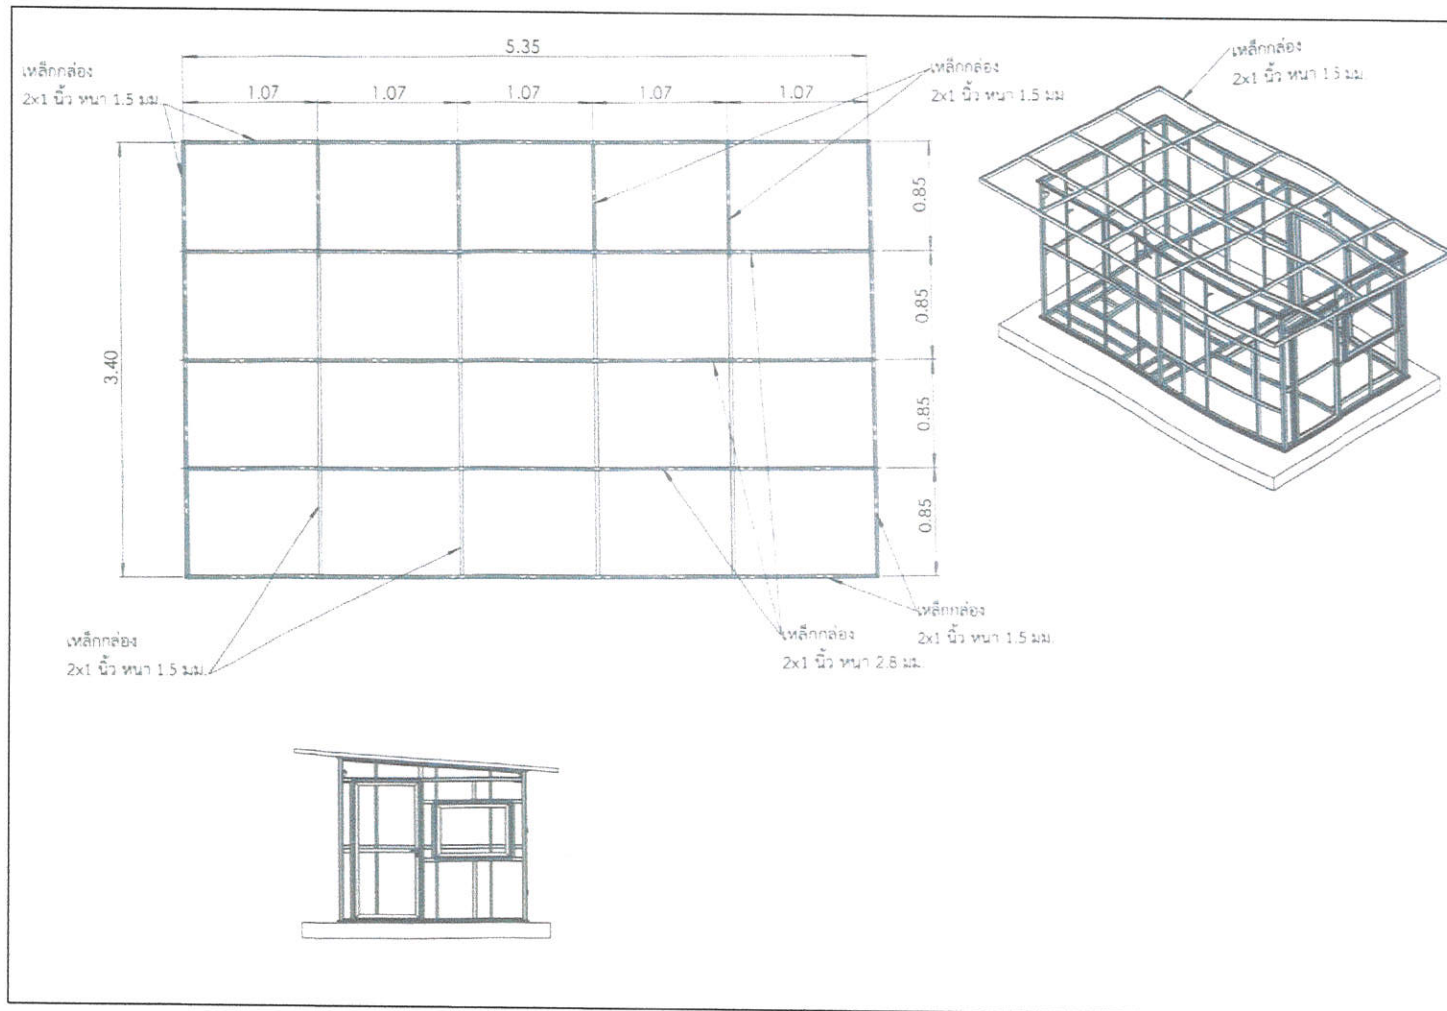 5.35
เหล็กกล่อง
2x1 นิ้ว หนา 1.5 มม.
1.07
1.07
1.07
1.07
1.07
เหล็กกล่อง
2x1 นิ้ว หนา 1.5 มม
เหล็กกล่อง
2x1 นิ้ว หนา 1.5 มม
3.40
0.85
0.85
0.85
0.85
เหล็กกล่อง
2x1 นิ้ว หนา 1.5 มม.
เหล็กกล่อง
2x1 นิ้ว หนา 2.8 มม.
เหล็กกล่อง
2x1 นิ้ว หนา 1.5 มม.